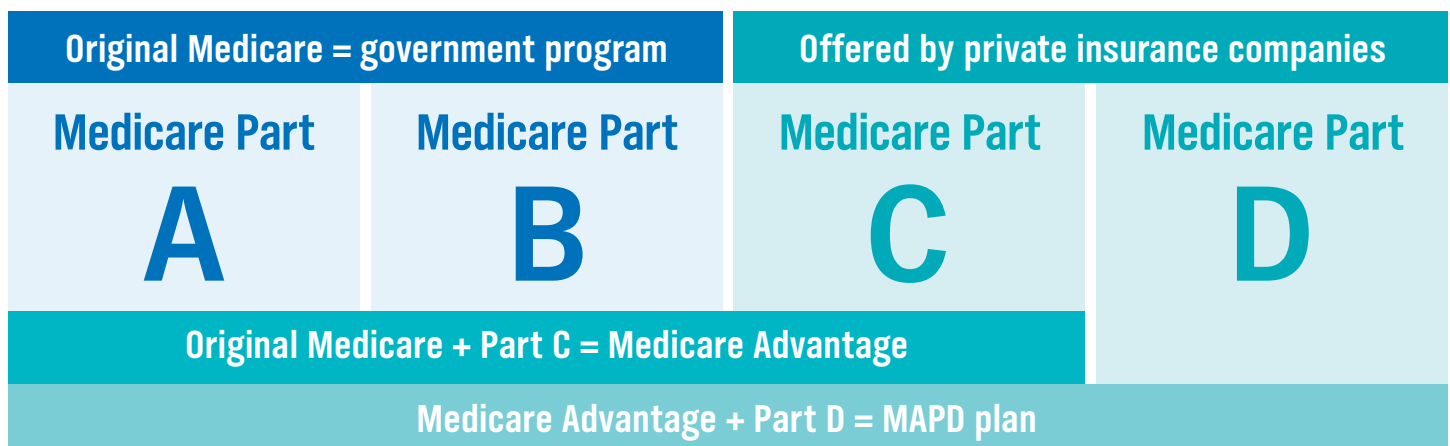 Original Medicare = government program
Offered by private insurance companies
Medicare Part
A
Medicare Part
B
Medicare Part
C
Medicare Part
D
Original Medicare + Part C = Medicare Advantage
Medicare Advantage + Part D = MAPD plan